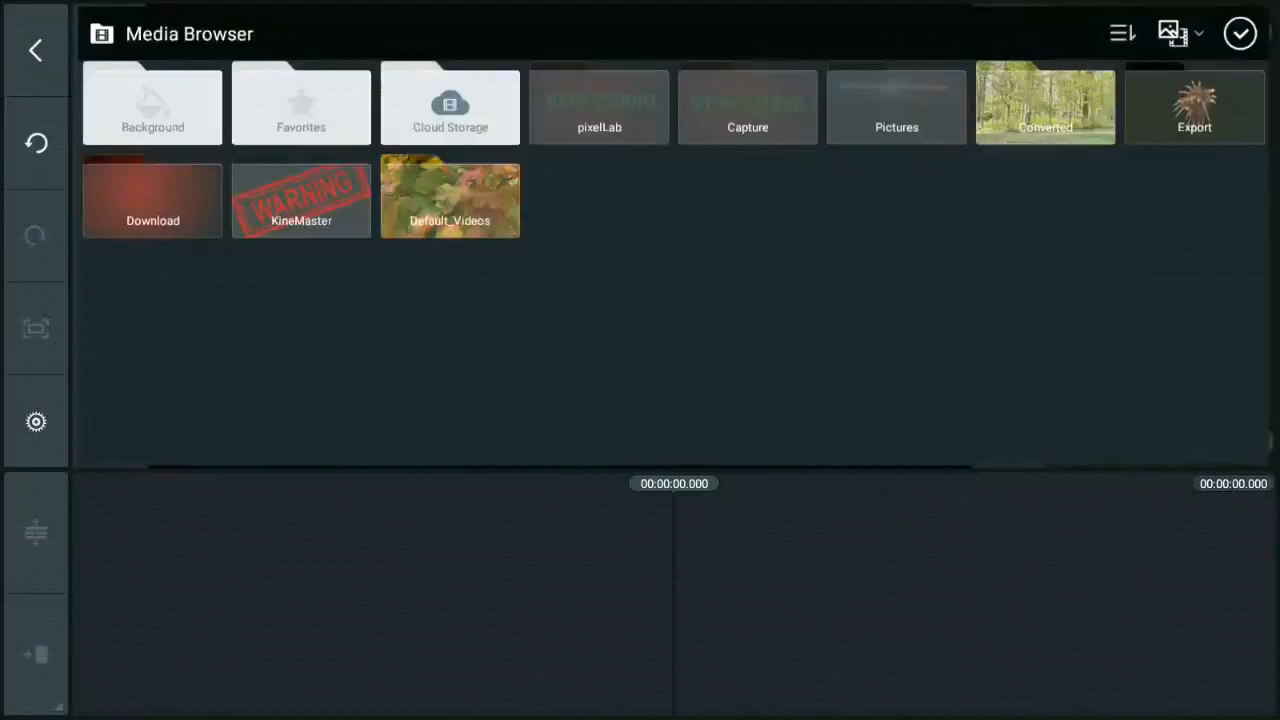 Media Browser
Background
Favorites
Cloud Storage
pixelLab
Capture
Pictures
Converted
Export
Download
WARNING
KineMaster
Default_Videos
00:00:00.000
00:00:00.000